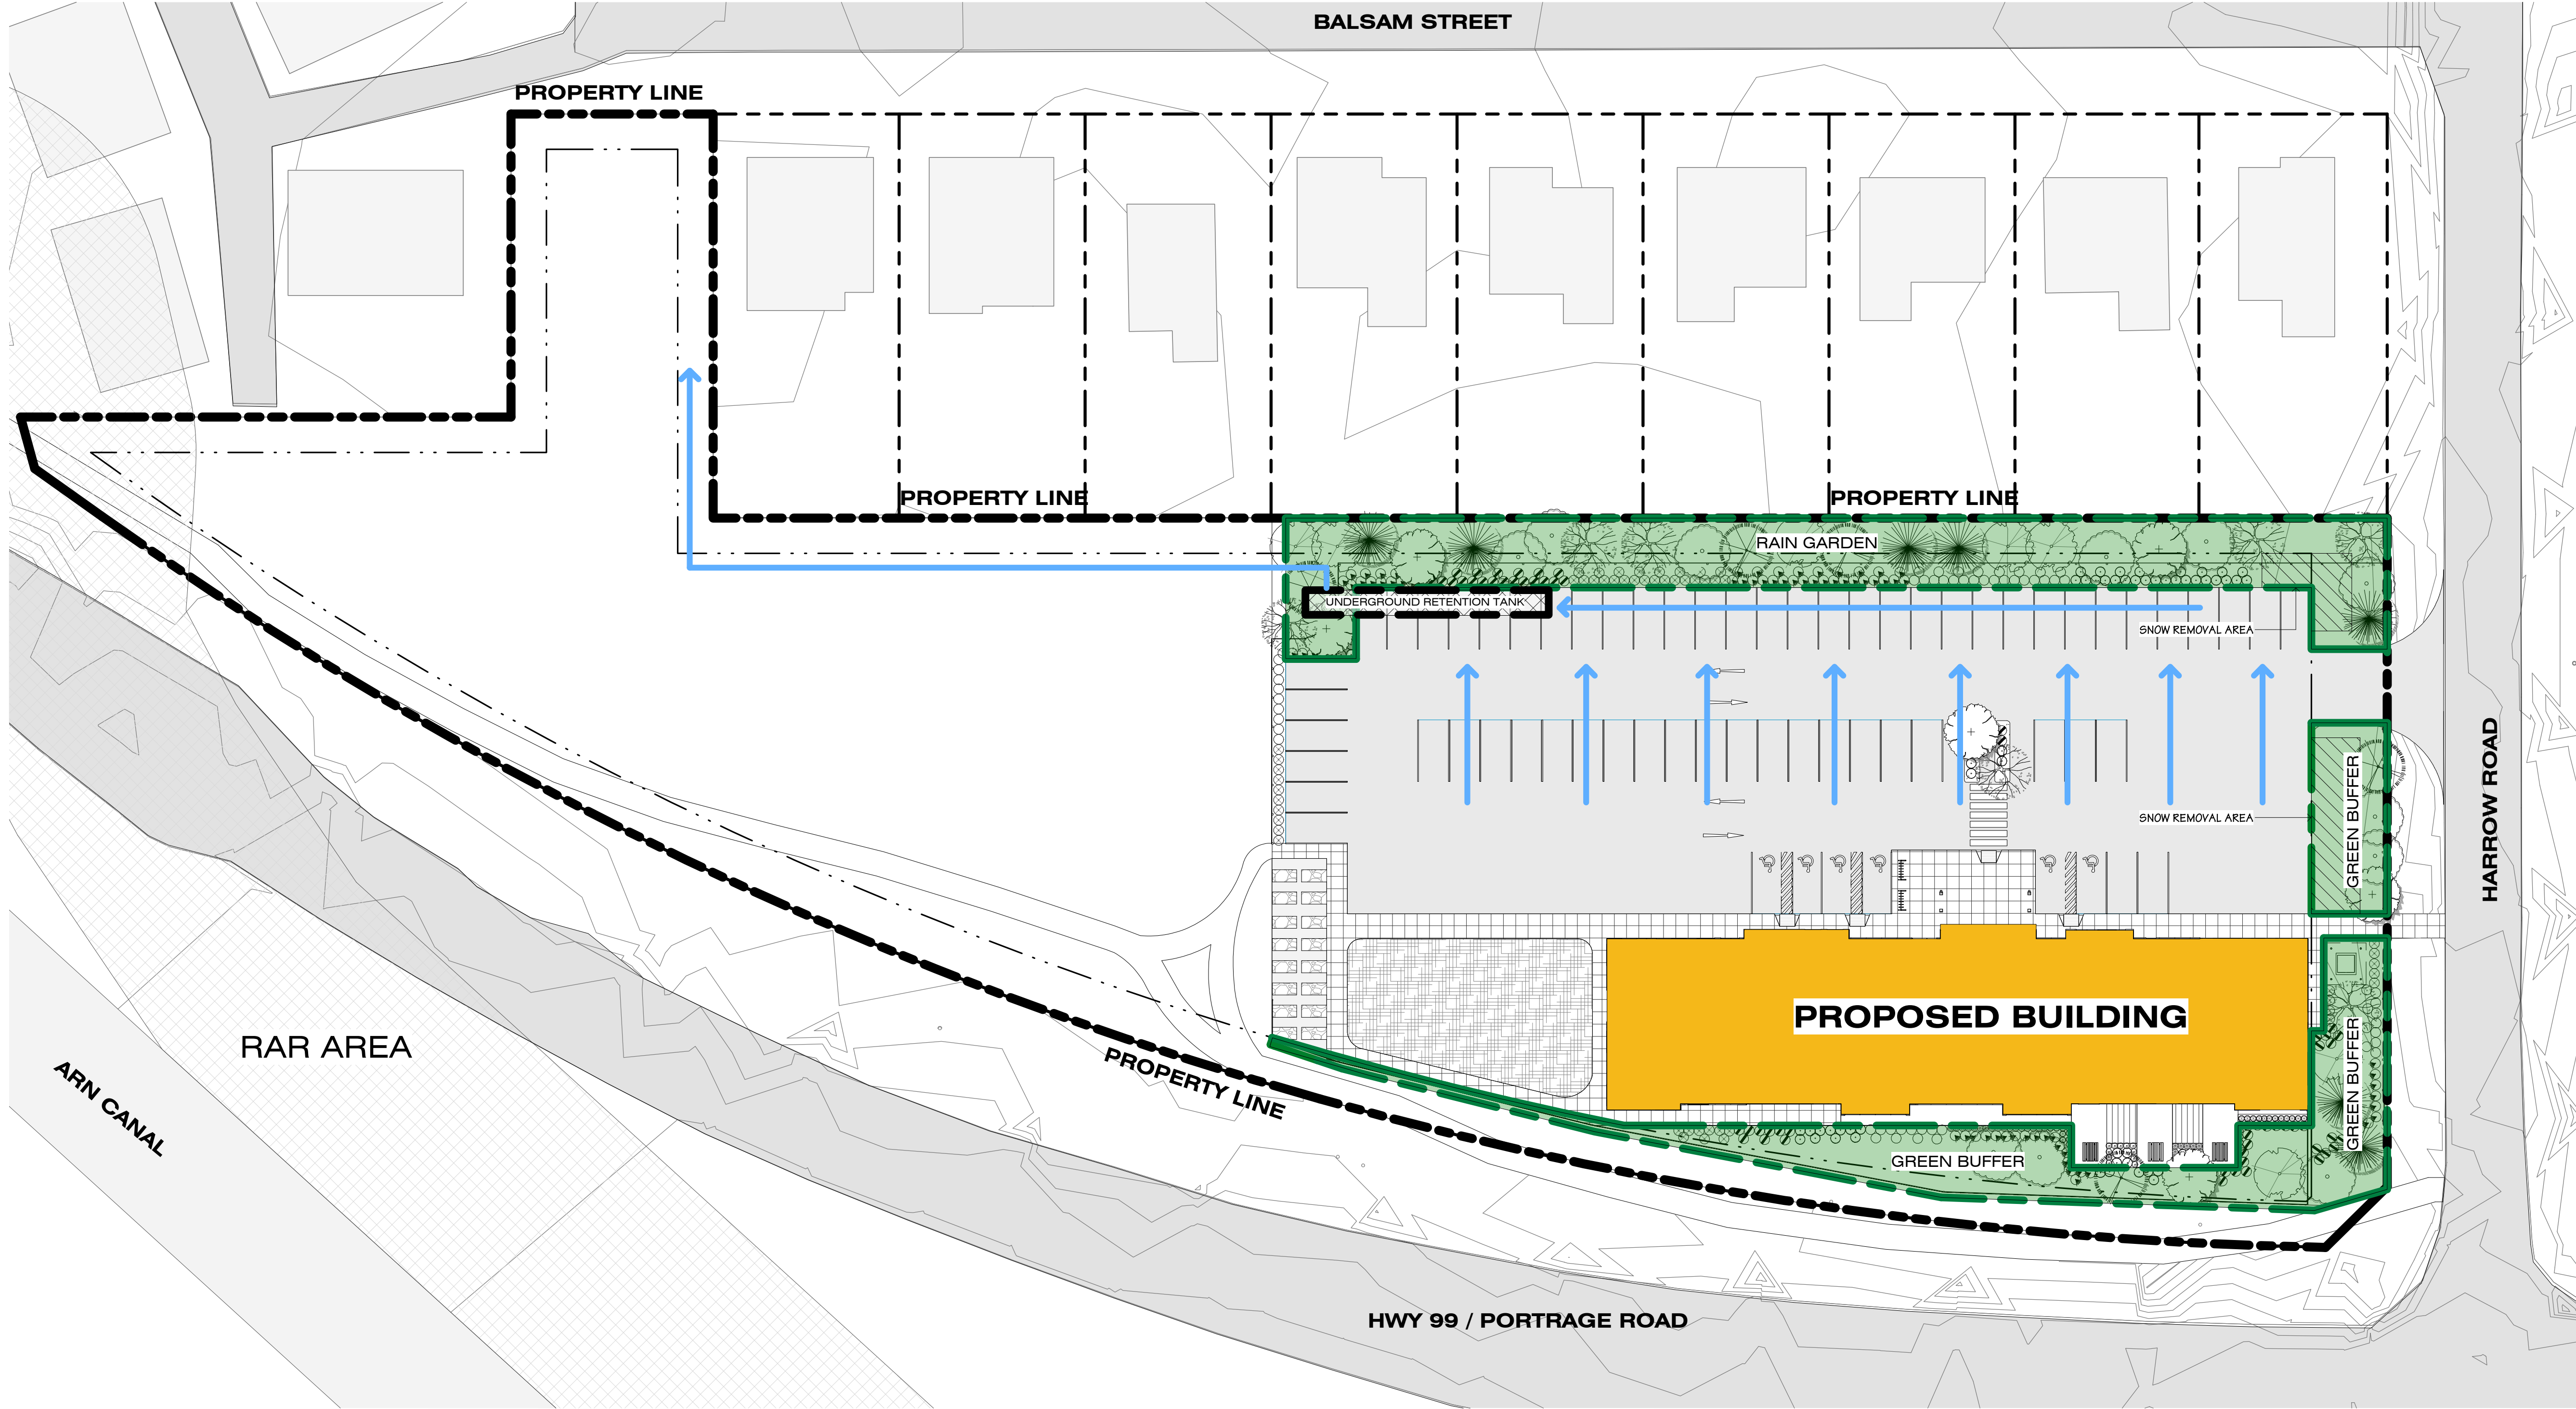 BALSAM STREET
PROPERTY LINE
PROPERTY LINE
PROPERTY LINE
RAIN GARDEN
UNDERGROUND RETENTION TANK
SNOW REMOVAL AREA
HARROW ROAD
GREEN BUFFER
SNOW REMOVAL AREA
PROPOSED BUILDING
RAR AREA
ARN CANAL
PROPERTY LINE
GREEN BUFFER
GREEN BUFFER
HWY 99 / PORTRAGE ROAD